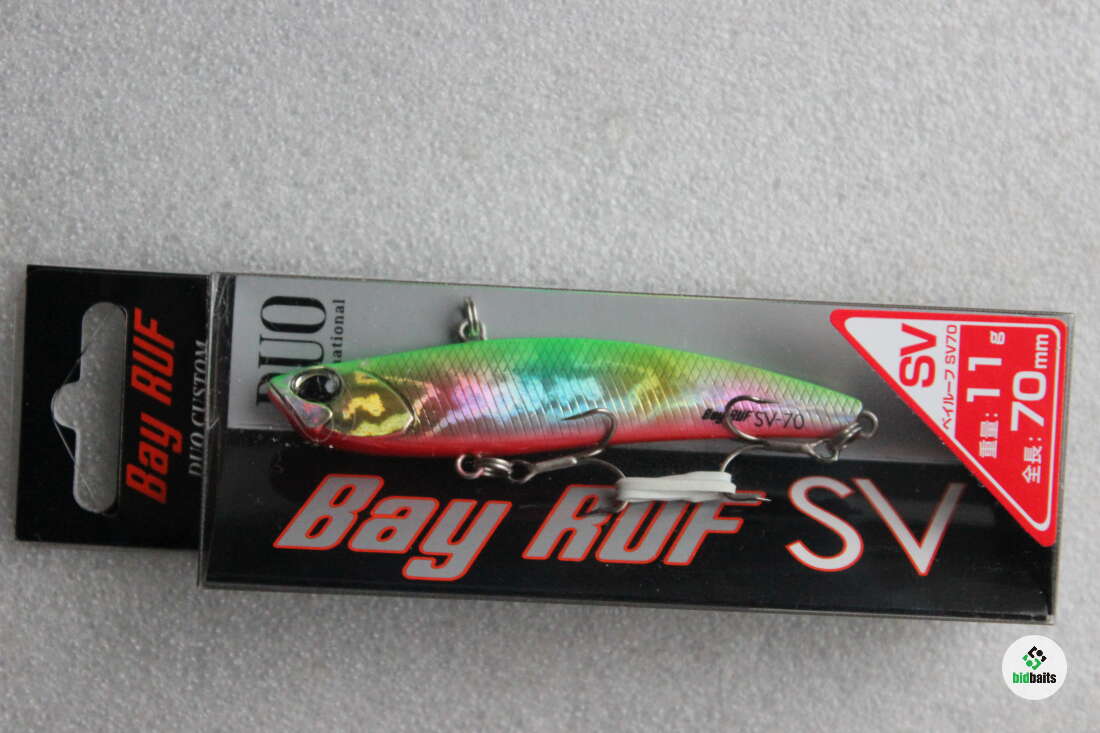 Bay RUF
DUO CUSTOM
DUO
national
Bay RUF SV-70
SV
ベイルーフ SV70
重量: 11g
全長: 70mm
Bay RUF SV
bidbaits